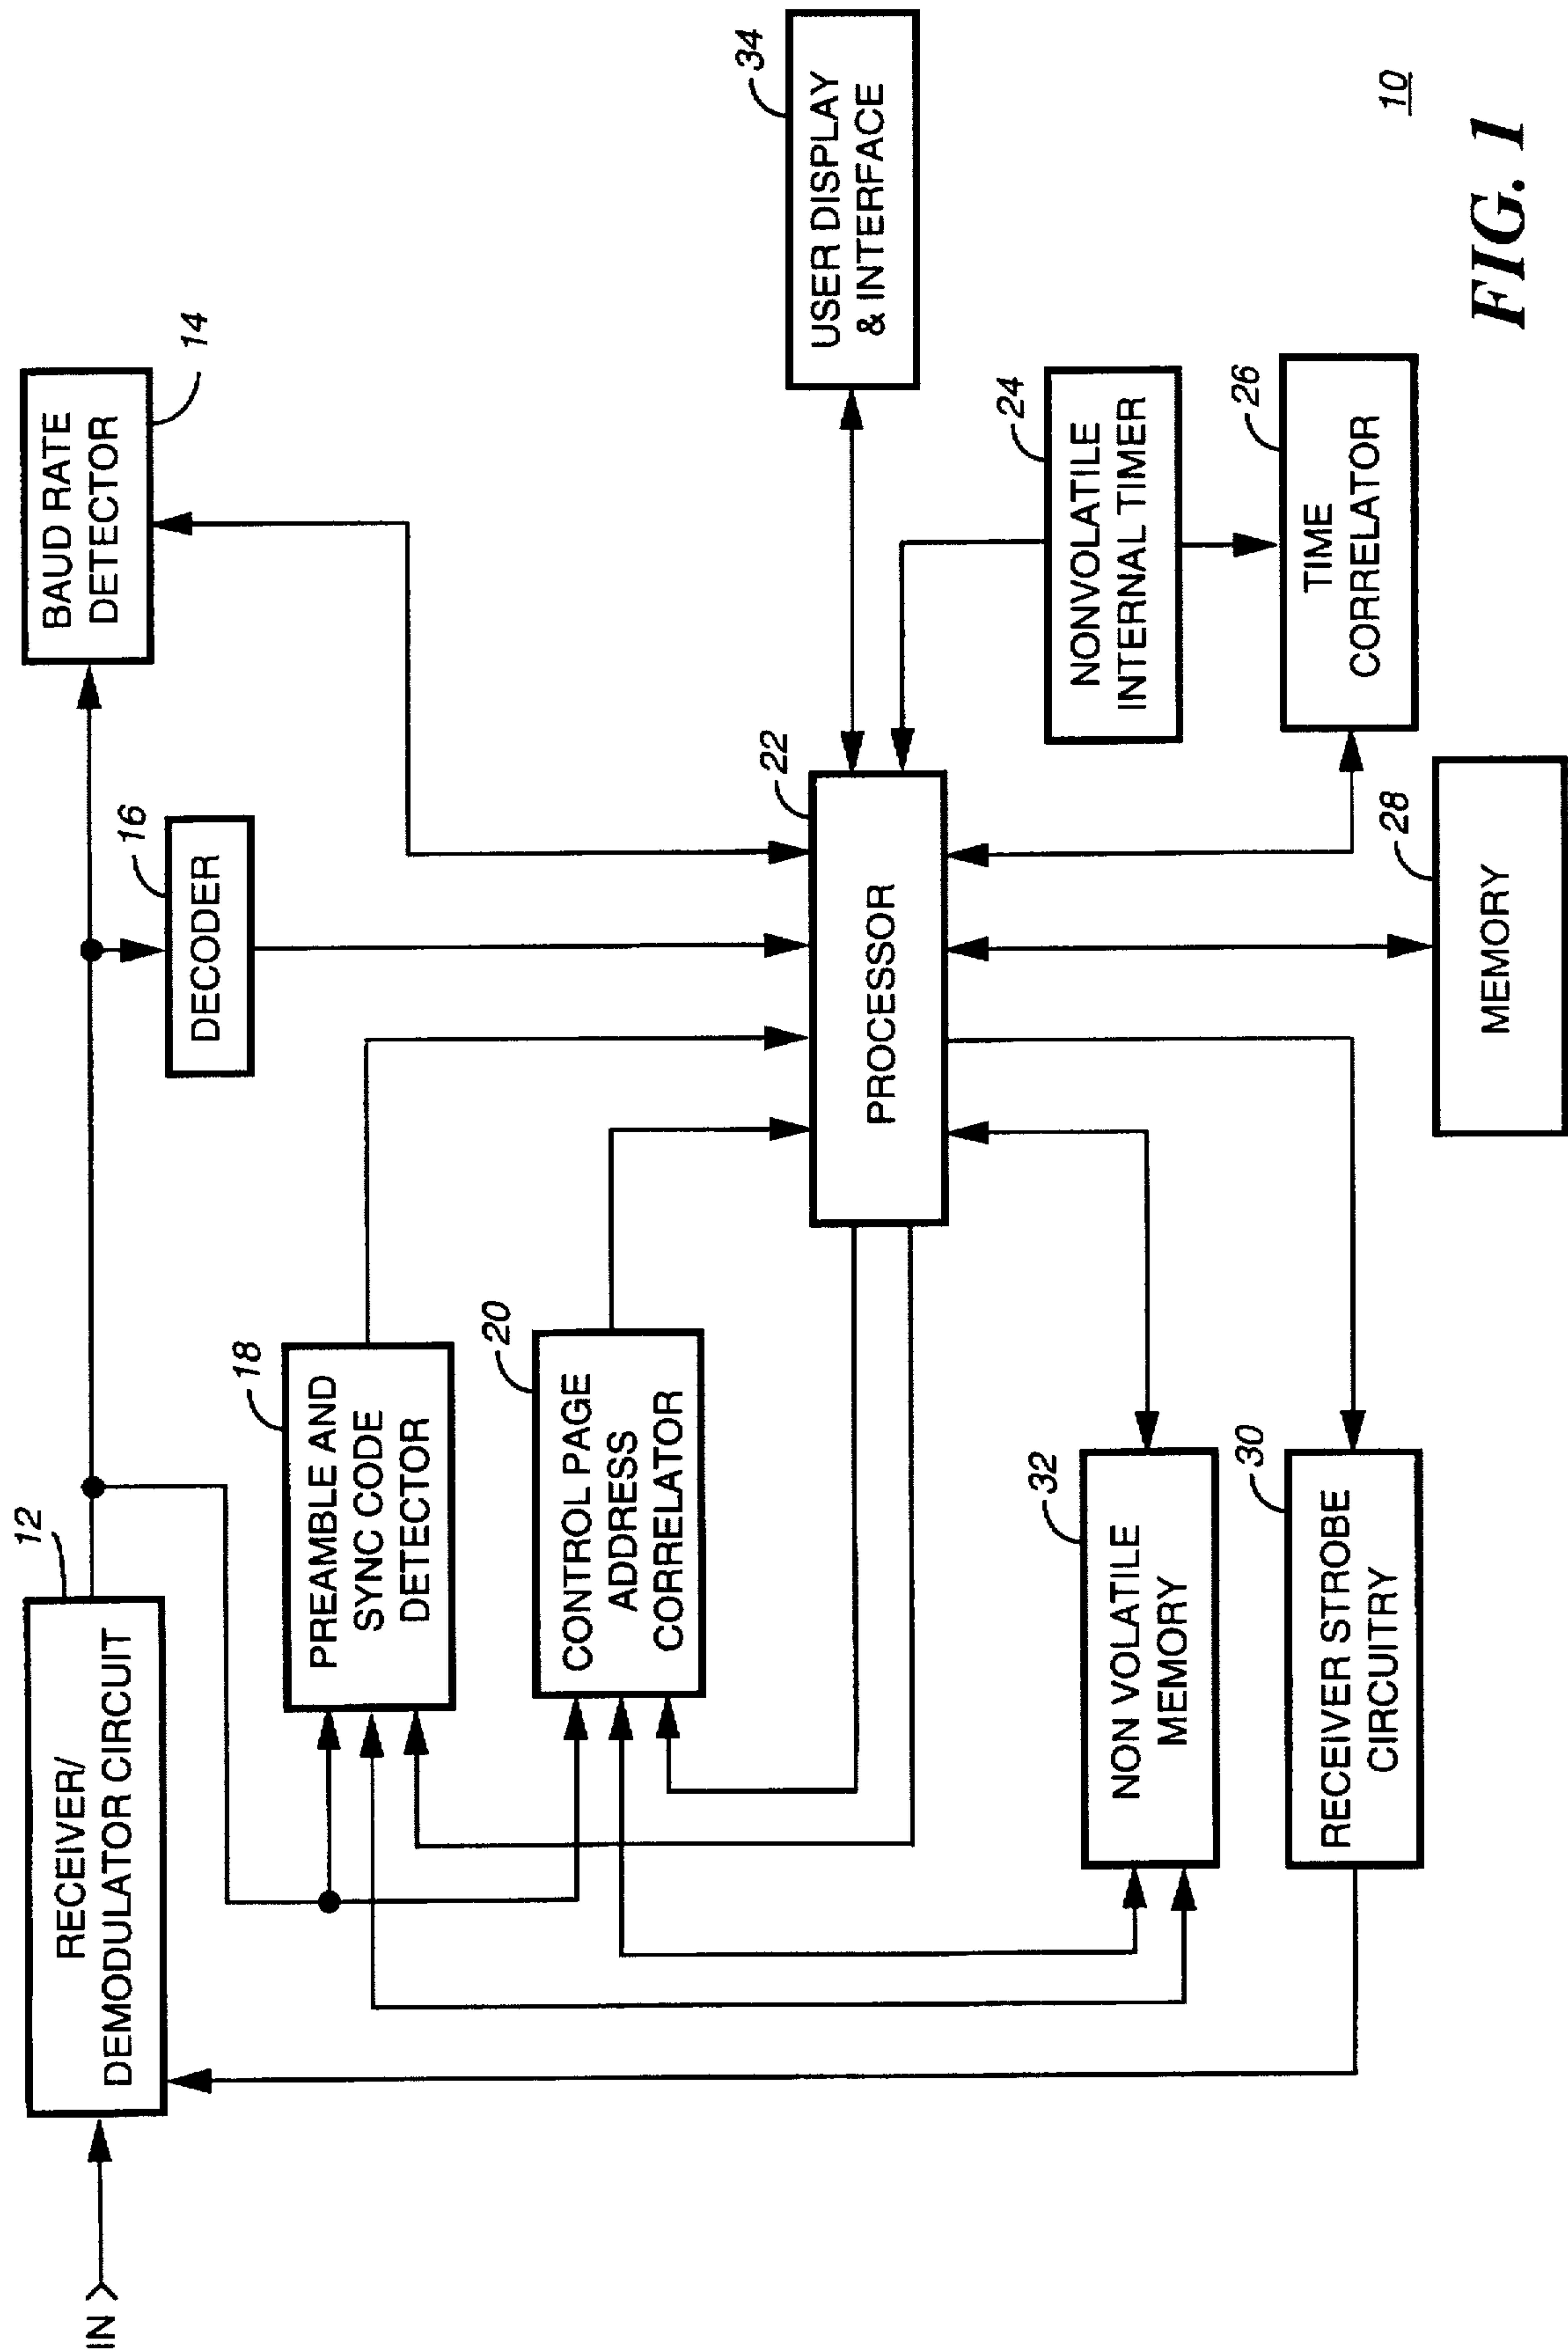 IN
RECEIVER/
DEMODULATOR CIRCUIT
12
BAUD RATE
DETECTOR
14
DECODER
16
PREAMBLE AND
SYNC CODE
DETECTOR
18
CONTROL PAGE
ADDRESS
CORRELATOR
20
PROCESSOR
22
USER DISPLAY
& INTERFACE
34
NONVOLATILE
INTERNAL TIMER
24
TIME
CORRELATOR
26
NON VOLATILE
MEMORY
32
RECEIVER STROBE
CIRCUITRY
30
MEMORY
28
10
FIG. 1